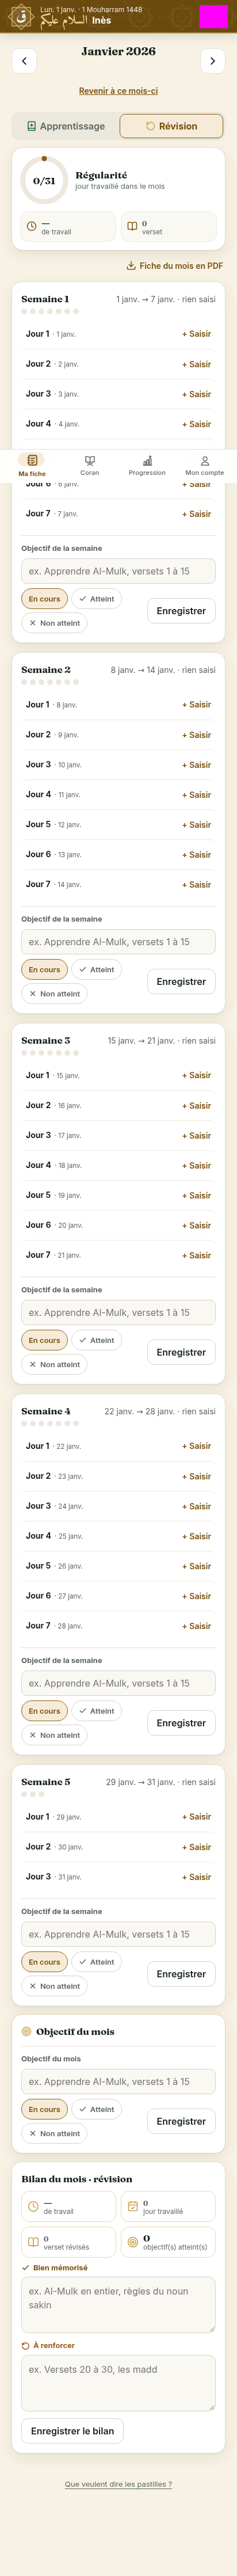 Lun. 1 janv. · 1 Mouharram 1448
السلام عليكم Inès
Janvier 2026
Revenir à ce mois-ci
Apprentissage
Révision
0/31
Régularité
jour travaillé dans le mois
—
de travail
0
verset
Fiche du mois en PDF
Semaine 1
1 janv. → 7 janv. · rien saisi
Jour 1 · 1 janv.
+ Saisir
Jour 2 · 2 janv.
+ Saisir
Jour 3 · 3 janv.
+ Saisir
Jour 4 · 4 janv.
+ Saisir
Ma fiche
Coran
Progression
Mon compte
Jour 6 · 6 janv.
+ Saisir
Jour 7 · 7 janv.
+ Saisir
Objectif de la semaine
ex. Apprendre Al-Mulk, versets 1 à 15
En cours
Atteint
Non atteint
Enregistrer
Semaine 2
8 janv. → 14 janv. · rien saisi
Jour 1 · 8 janv.
+ Saisir
Jour 2 · 9 janv.
+ Saisir
Jour 3 · 10 janv.
+ Saisir
Jour 4 · 11 janv.
+ Saisir
Jour 5 · 12 janv.
+ Saisir
Jour 6 · 13 janv.
+ Saisir
Jour 7 · 14 janv.
+ Saisir
Objectif de la semaine
ex. Apprendre Al-Mulk, versets 1 à 15
En cours
Atteint
Non atteint
Enregistrer
Semaine 3
15 janv. → 21 janv. · rien saisi
Jour 1 · 15 janv.
+ Saisir
Jour 2 · 16 janv.
+ Saisir
Jour 3 · 17 janv.
+ Saisir
Jour 4 · 18 janv.
+ Saisir
Jour 5 · 19 janv.
+ Saisir
Jour 6 · 20 janv.
+ Saisir
Jour 7 · 21 janv.
+ Saisir
Objectif de la semaine
ex. Apprendre Al-Mulk, versets 1 à 15
En cours
Atteint
Non atteint
Enregistrer
Semaine 4
22 janv. → 28 janv. · rien saisi
Jour 1 · 22 janv.
+ Saisir
Jour 2 · 23 janv.
+ Saisir
Jour 3 · 24 janv.
+ Saisir
Jour 4 · 25 janv.
+ Saisir
Jour 5 · 26 janv.
+ Saisir
Jour 6 · 27 janv.
+ Saisir
Jour 7 · 28 janv.
+ Saisir
Objectif de la semaine
ex. Apprendre Al-Mulk, versets 1 à 15
En cours
Atteint
Non atteint
Enregistrer
Semaine 5
29 janv. → 31 janv. · rien saisi
Jour 1 · 29 janv.
+ Saisir
Jour 2 · 30 janv.
+ Saisir
Jour 3 · 31 janv.
+ Saisir
Objectif de la semaine
ex. Apprendre Al-Mulk, versets 1 à 15
En cours
Atteint
Non atteint
Enregistrer
Objectif du mois
Objectif du mois
ex. Apprendre Al-Mulk, versets 1 à 15
En cours
Atteint
Non atteint
Enregistrer
Bilan du mois · révision
—
de travail
0
jour travaillé
0
verset révisés
0
objectif(s) atteint(s)
Bien mémorisé
ex. Al-Mulk en entier, règles du noun
sakin
À renforcer
ex. Versets 20 à 30, les madd
Enregistrer le bilan
Que veulent dire les pastilles ?